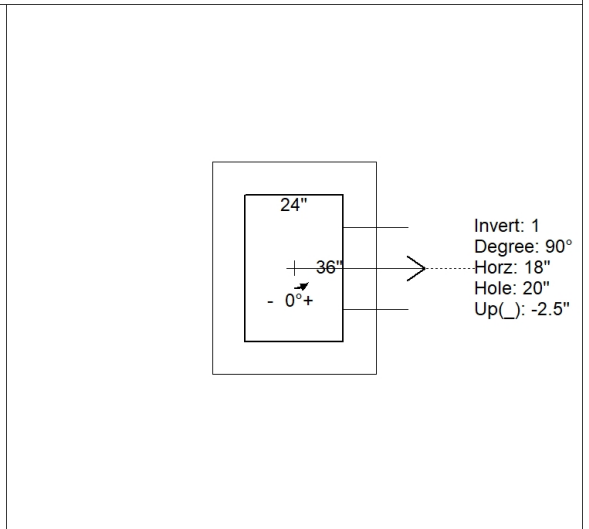 24"
36"
- 0°+
Invert: 1
Degree: 90°
Horz: 18"
Hole: 20"
Up(_): -2.5"